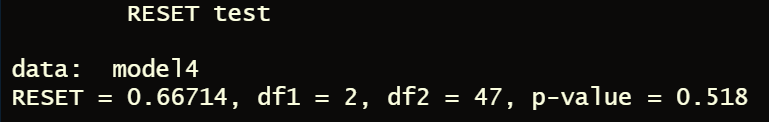 RESET test
data:  model4
RESET = 0.66714, df1 = 2, df2 = 47, p-value = 0.518